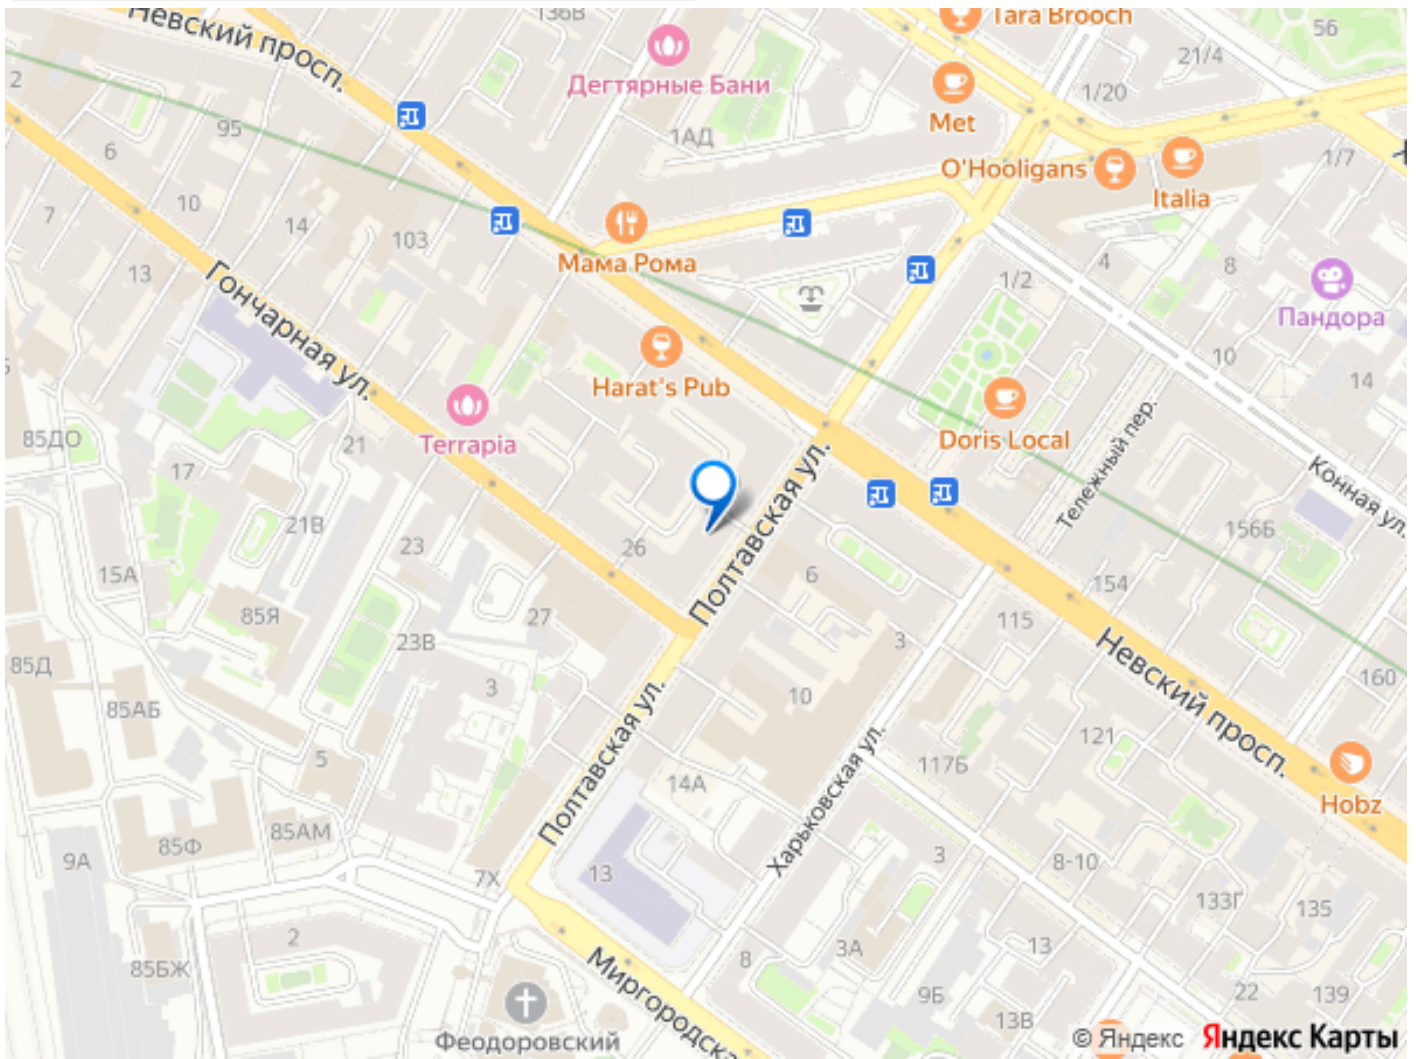 136В
Tara Brooch
56
Невский просп.
21/4
2
Дегтярные Бани
1/20
Met
95
1АД
6
O'Hooligans
1/7
Italia
10
7
14
103
Мама Рома
4
8
13
1/2
Пандора
Гончарная ул.
10
Harat's Pub
14
Terrapia
Doris Local
85ДО
21
Тележный пер.
17
Конная ул.
21В
156Б
23
26
Полтавская ул.
15А
6
154
85Я
27
115
23В
3
Невский просп.
85Д
3
160
10
85АБ
121
5
Полтавская ул.
117Б
14А
Харьковская ул.
Hobz
85АМ
85Ф
9А
3
8-10
7Х
13
133Г
135
2
13
3А
85БЖ
8
Миргородска
9Б
22
139
13В
Феодоровский
© Яндекс
Яндекс Карты